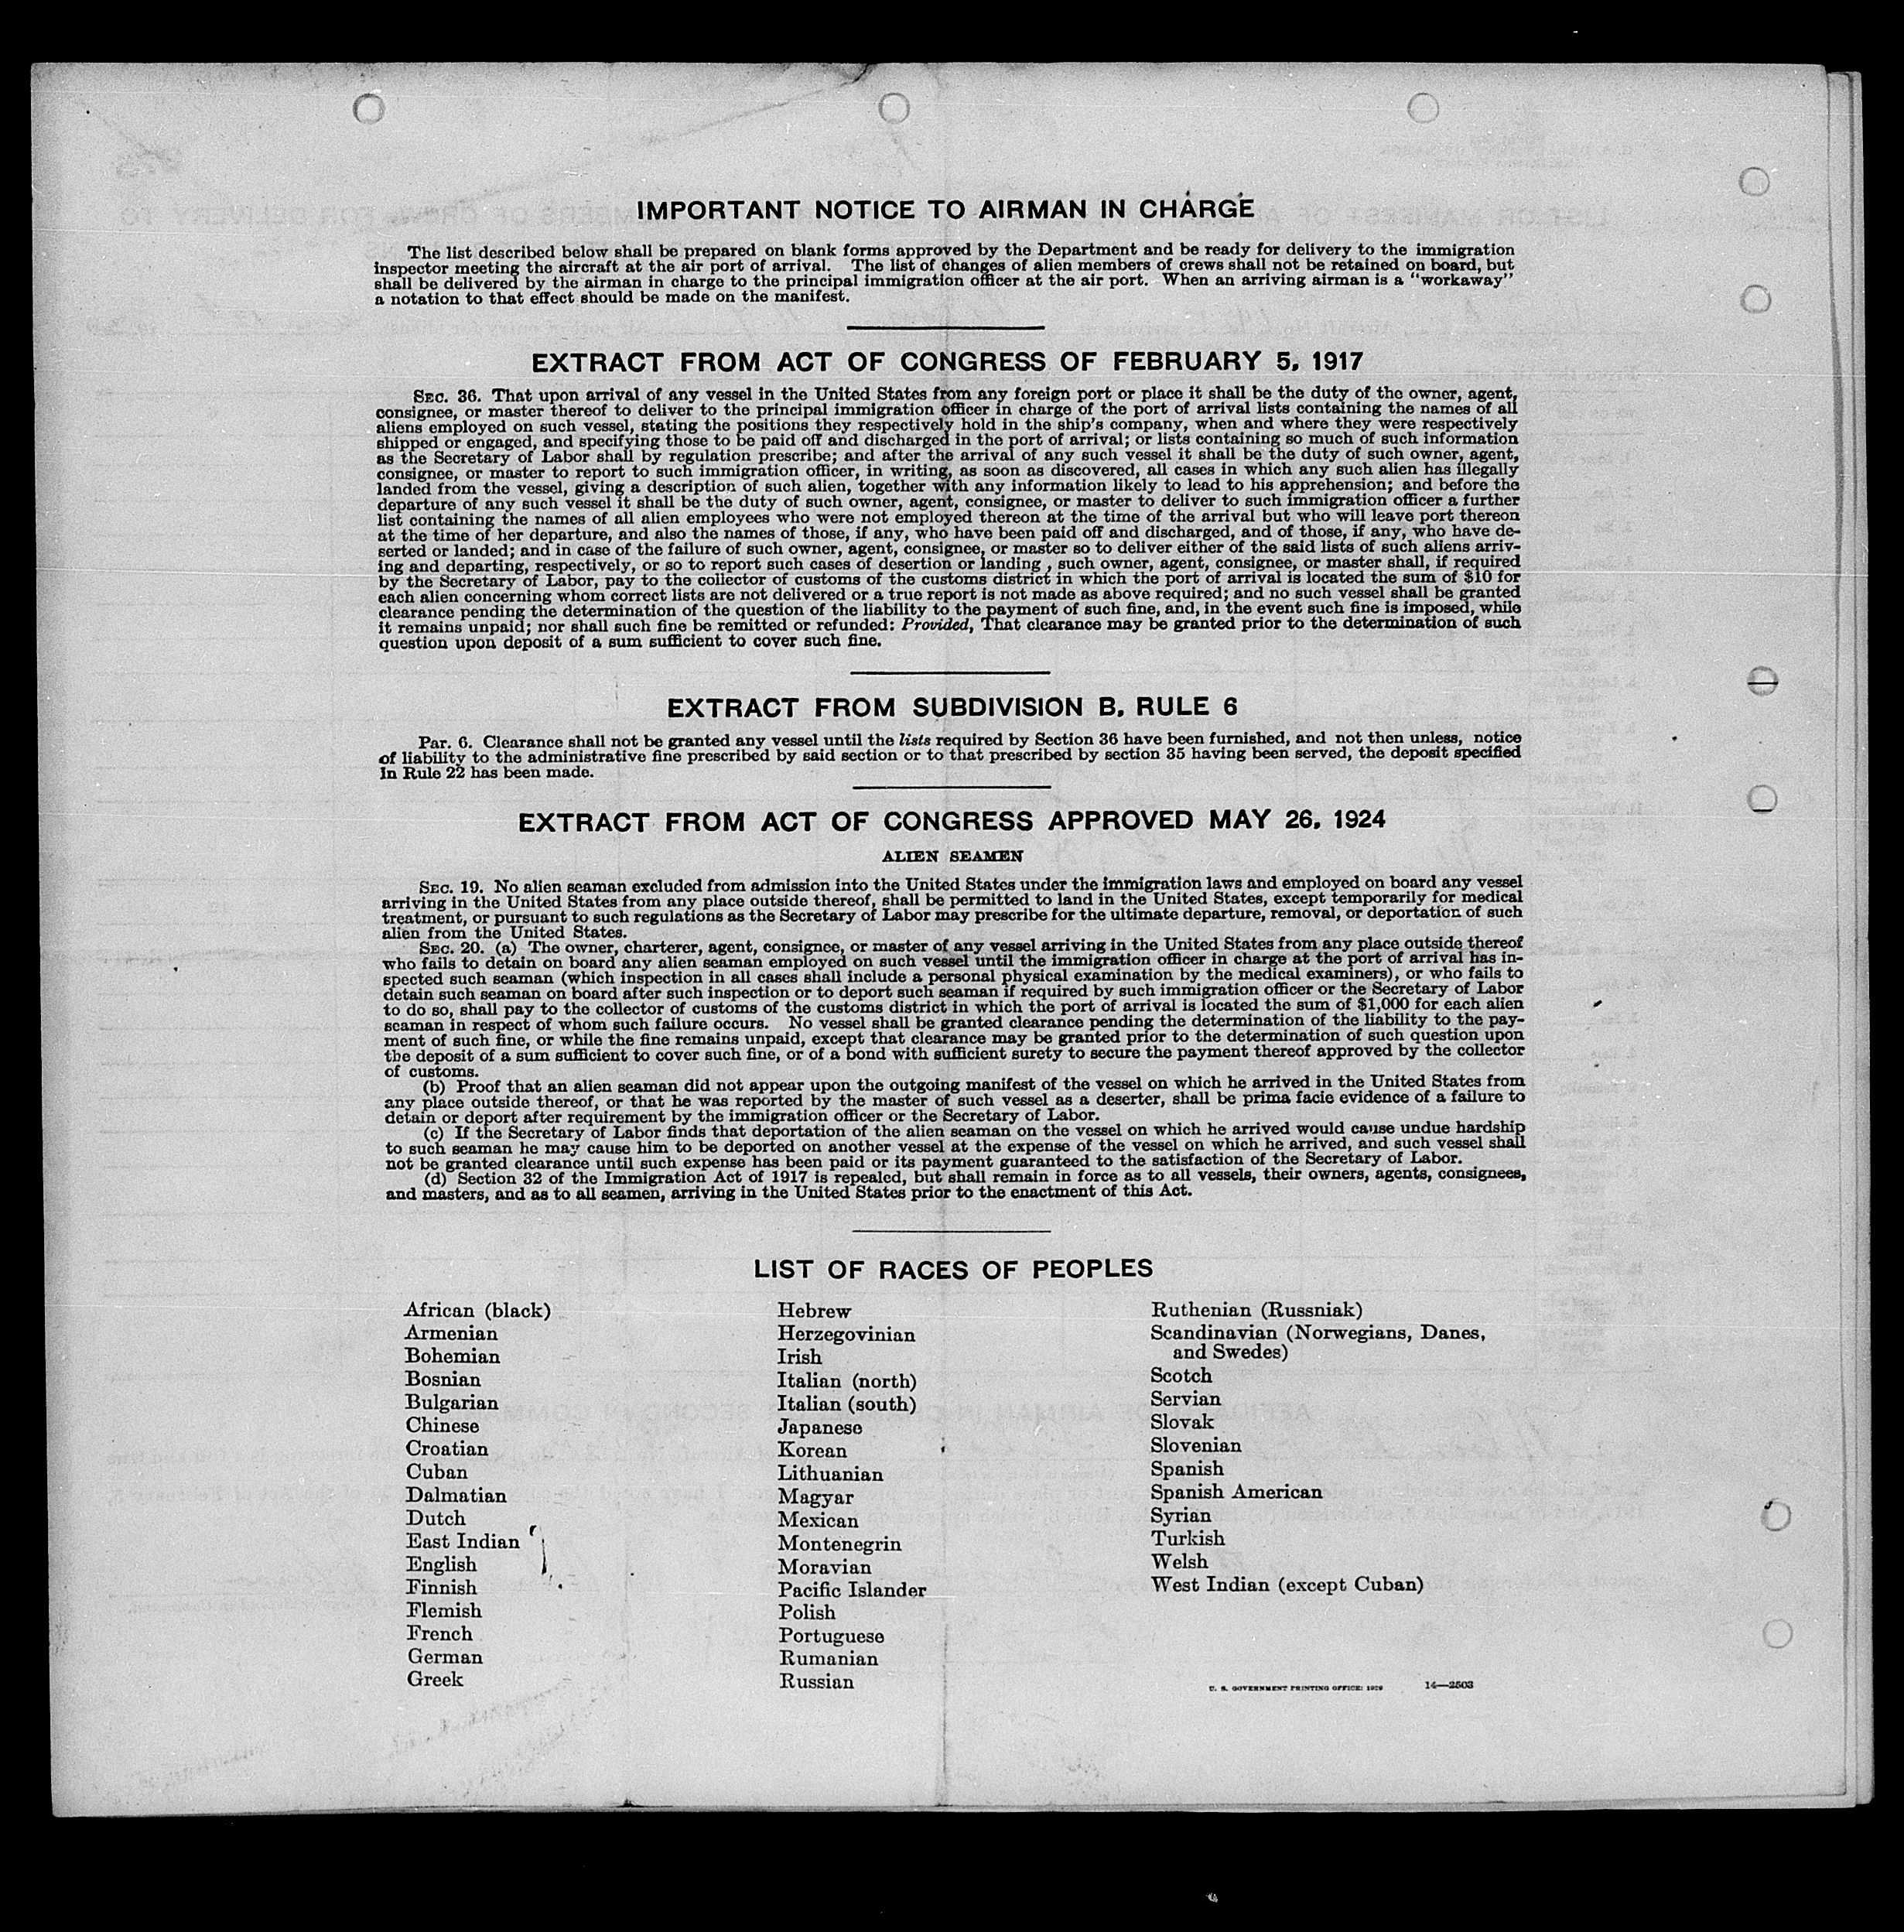 IMPORTANT NOTICE TO AIRMAN IN CHARGE
The list described below shall be prepared on blank forms approved by the Department and be ready for delivery to the immigration
inspector meeting the aircraft at the air port of arrival. The list of changes of alien members of crews shall not be retained on board, but
shall be delivered by the airman in charge to the principal immigration officer at the air port. When an arriving airman is a "workaway"
a notation to that effect should be made on the manifest.
EXTRACT FROM ACT OF CONGRESS OF FEBRUARY 5, 1917
SEC. 36. That upon arrival of any vessel in the United States from any foreign port or place it shall be the duty of the owner, agent,
consignee, or master thereof to deliver to the principal immigration officer in charge of the port of arrival lists containing the names of all
aliens employed on such vessel, stating the positions they respectively hold in the ship's company, when and where they were respectively
shipped or engaged, and specifying those to be paid off and discharged in the port of arrival; or lists containing so much of such information
as the Secretary of Labor shall by regulation prescribe; and after the arrival of any such vessel it shall be the duty of such owner, agent,
consignee, or master to report to such immigration officer, in writing, as soon as discovered, all cases in which any such alien has illegally
landed from the vessel, giving a description of such alien, together with any information likely to lead to his apprehension; and before the
departure of any such vessel it shall be the duty of such owner, agent, consignee, or master to deliver to such immigration officer a further
list containing the names of all alien employees who were not employed thereon at the time of the arrival but who will leave port thereon
at the time of her departure, and also the names of those, if any, who have been paid off and discharged, and of those, if any, who have de-
serted or landed; and in case of the failure of such owner, agent, consignee, or master so to deliver either of the said lists of such aliens arriv-
ing and departing, respectively, or so to report such cases of desertion or landing , such owner, agent, consignee, or master shall, if required
by the Secretary of Labor, pay to the collector of customs of the customs district in which the port of arrival is located the sum of $10 for
each alien concerning whom correct lists are not delivered or a true report is not made as above required; and no such vessel shall be granted
clearance pending the determination of the question of the liability to the payment of such fine, and, in the event such fine is imposed, while
it remains unpaid; nor shall such fine be remitted or refunded: Provided, That clearance may be granted prior to the determination of such
question upon deposit of a sum sufficient to cover such fine.
EXTRACT FROM SUBDIVISION B, RULE 6
Par. 6. Clearance shall not be granted any vessel until the lists required by Section 36 have been furnished, and not then unless, notice
of liability to the administrative fine prescribed by said section or to that prescribed by section 35 having been served, the deposit specified
in Rule 22 has been made.
EXTRACT FROM ACT OF CONGRESS APPROVED MAY 26, 1924
ALIEN SEAMEN
SEC. 19. No alien seaman excluded from admission into the United States under the immigration laws and employed on board any vessel
arriving in the United States from any place outside thereof, shall be permitted to land in the United States, except temporarily for medical
treatment, or pursuant to such regulations as the Secretary of Labor may prescribe for the ultimate departure, removal, or deportation of such
alien from the United States.
SEC. 20. (a) The owner, charterer, agent, consignee, or master of any vessel arriving in the United States from any place outside thereof
who fails to detain on board any alien seaman employed on such vessel until the immigration officer in charge at the port of arrival has in-
spected such seaman (which inspection in all cases shall include a personal physical examination by the medical examiners), or who fails to
detain such seaman on board after such inspection or to deport such seaman if required by such immigration officer or the Secretary of Labor
to do so, shall pay to the collector of customs of the customs district in which the port of arrival is located the sum of $1,000 for each alien
seaman in respect of whom such failure occurs. No vessel shall be granted clearance pending the determination of the liability to the pay-
ment of such fine, or while the fine remains unpaid, except that clearance may be granted prior to the determination of such question upon
the deposit of a sum sufficient to cover such fine, or of a bond with sufficient surety to secure the payment thereof approved by the collector
of customs.
(b) Proof that an alien seaman did not appear upon the outgoing manifest of the vessel on which he arrived in the United States from
any place outside thereof, or that he was reported by the master of such vessel as a deserter, shall be prima facie evidence of a failure to
detain or deport after requirement by the immigration officer or the Secretary of Labor.
(c) If the Secretary of Labor finds that deportation of the alien seaman on the vessel on which he arrived would cause undue hardship
to such seaman he may cause him to be deported on another vessel at the expense of the vessel on which he arrived, and such vessel shall
not be granted clearance until such expense has been paid or its payment guaranteed to the satisfaction of the Secretary of Labor.
(d) Section 32 of the Immigration Act of 1917 is repealed, but shall remain in force as to all vessels, their owners, agents, consignees,
and masters, and as to all seamen, arriving in the United States prior to the enactment of this Act.
LIST OF RACES OF PEOPLES
African (black)
Armenian
Bohemian
Bosnian
Bulgarian
Chinese
Croatian
Cuban
Dalmatian
Dutch
East Indian
English
Finnish
Flemish
French
German
Greek
Hebrew
Herzegovinian
Irish
Italian (north)
Italian (south)
Japanese
Korean
Lithuanian
Magyar
Mexican
Montenegrin
Moravian
Pacific Islander
Polish
Portuguese
Rumanian
Russian
Ruthenian (Russniak)
Scandinavian (Norwegians, Danes,
and Swedes)
Scotch
Servian
Slovak
Slovenian
Spanish
Spanish American
Syrian
Turkish
Welsh
West Indian (except Cuban)
U. S. GOVERNMENT PRINTING OFFICE: 1929 14—2503